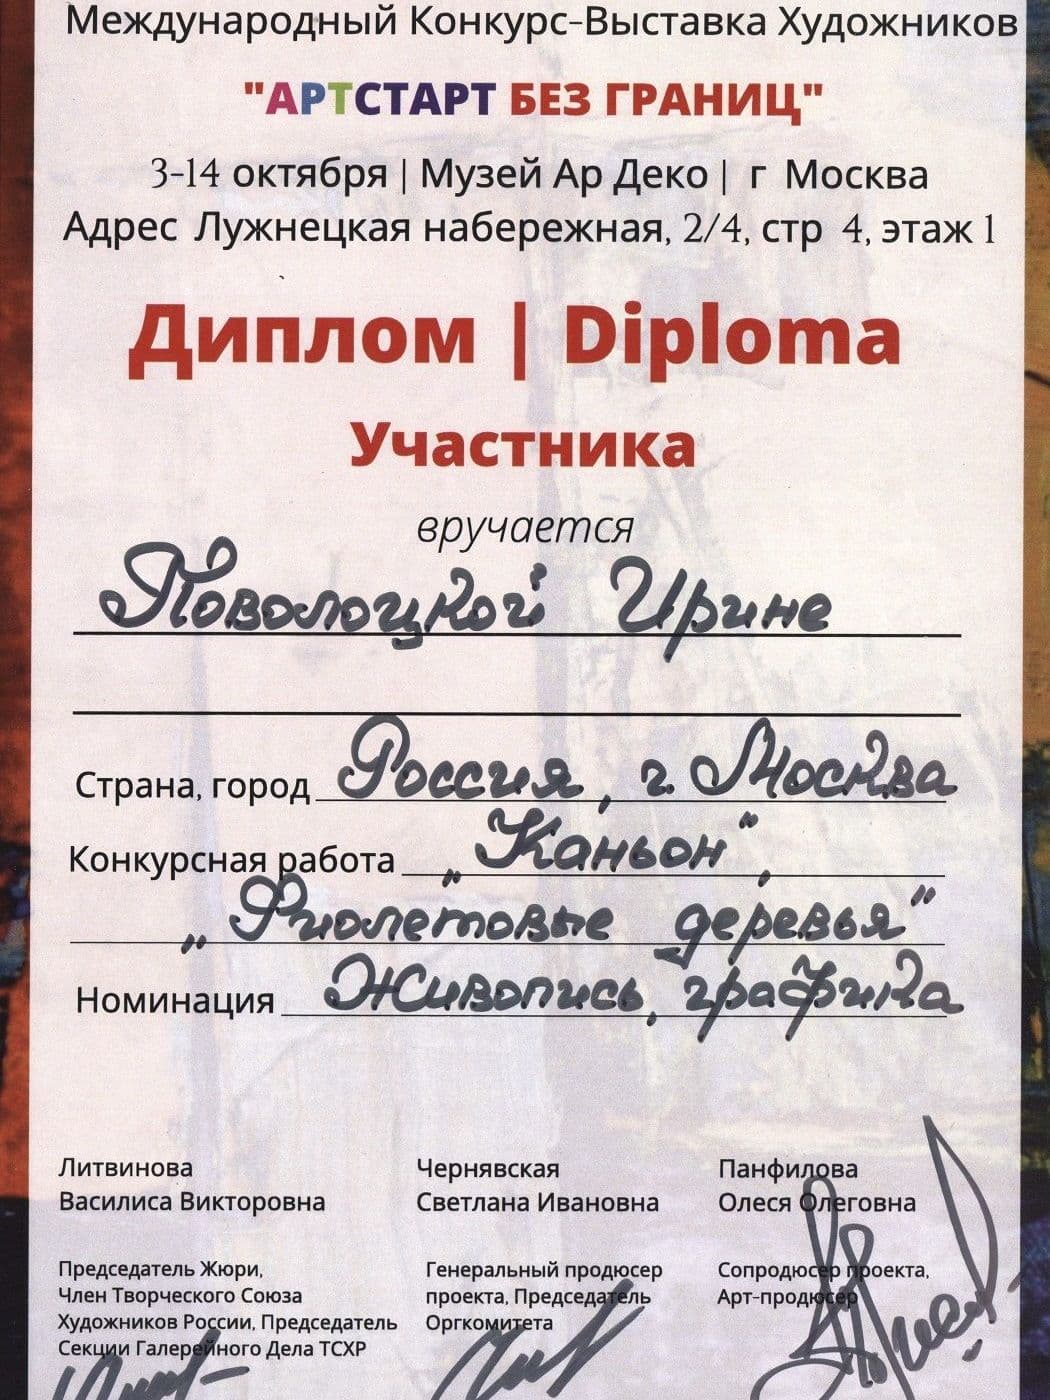 Международный Конкурс-Выставка Художников
"АРТСТАРТ БЕЗ ГРАНИЦ"
3-14 октября | Музей Ар Деко | г Москва
Адрес Лужнецкая набережная, 2/4, стр 4, этаж 1
Диплом | Diploma
Участника
вручается
Поволоцкой Ирине
Страна, город Россия, г. Москва
Конкурсная работа „Каньон",
„Фиолетовые деревья"
Номинация Живопись, графика
Литвинова
Василиса Викторовна
Председатель Жюри,
Член Творческого Союза
Художников России, Председатель
Секции Галерейного Дела ТСХР
Чернявская
Светлана Ивановна
Генеральный продюсер
проекта, Председатель
Оргкомитета
Панфилова
Олеся Олеговна
Сопродюсер проекта,
Арт-продюсер